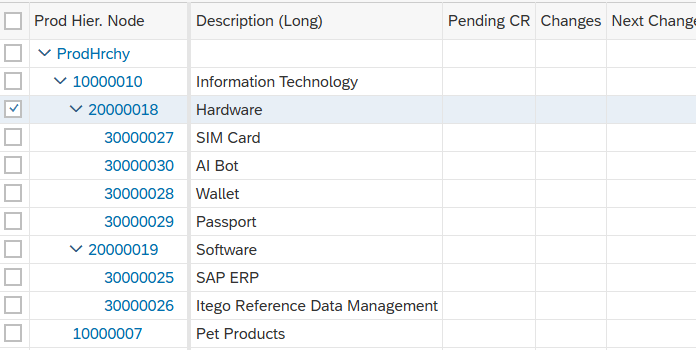 Prod Hier. Node Description (Long) Pending CR Changes Next Change
ProdHrchy
10000010 Information Technology
20000018 Hardware
30000027 SIM Card
30000030 AI Bot
30000028 Wallet
30000029 Passport
20000019 Software
30000025 SAP ERP
30000026 Itego Reference Data Management
10000007 Pet Products